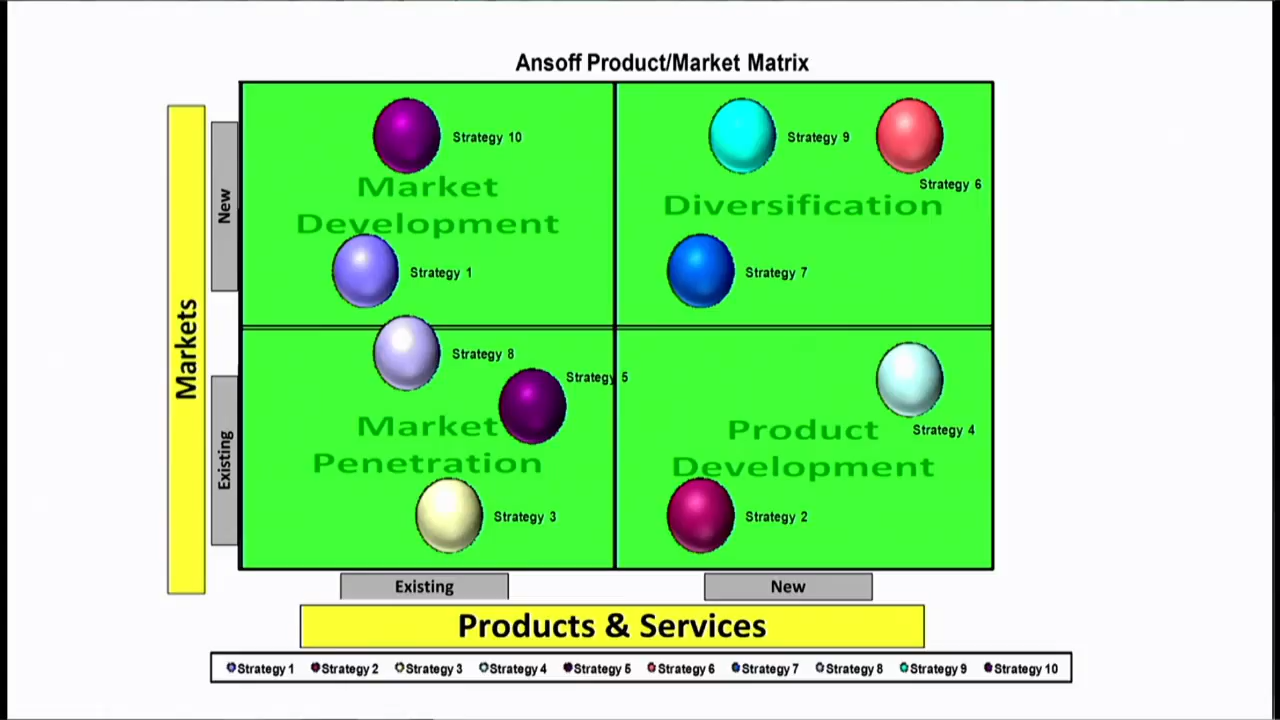 Ansoff Product/Market Matrix
Strategy 10
Strategy 9
Strategy 6
Market
Development
Diversification
New
Strategy 1
Strategy 7
Markets
Strategy 8
Strategy 5
Strategy 4
Market
Penetration
Product
Development
Existing
Strategy 3
Strategy 2
Existing
New
Products & Services
Strategy 1 Strategy 2 Strategy 3 Strategy 4 Strategy 5 Strategy 6 Strategy 7 Strategy 8 Strategy 9 Strategy 10